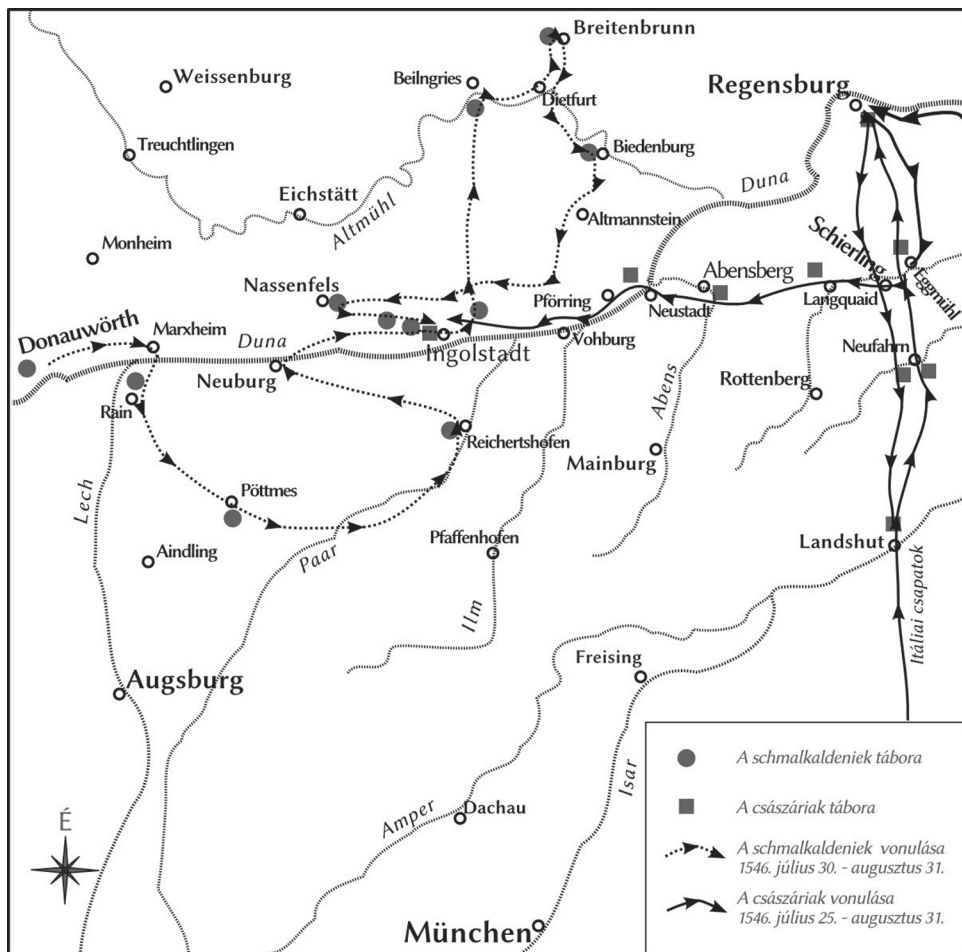 Breitenbrunn
Weissenburg
Beilngries
Dietfurt
Regensburg
Treuchtlingen
Biedenburg
Duna
Eichstätt
Altmühl
Altmannstein
Monheim
Schierling
Eggmühl
Nassenfels
Abensberg
Langquaid
Pförring
Neustadt
Donauwörth
Marxheim
Duna
Ingolstadt
Vohburg
Neufahrn
Neuburg
Abens
Rottenberg
Rain
Reichertshofen
Mainburg
Pöttmes
Lech
Paar
Pfaffenhofen
Landshut
Aindling
Ilm
Itáliai csapatok
Freising
Augsburg
Isar
Amper
Dachau
München
É
A schmalkaldeniek tábora
A császáriak tábora
A schmalkaldeniek vonulása
1546. július 30. - augusztus 31.
A császáriak vonulása
1546. július 25. - augusztus 31.